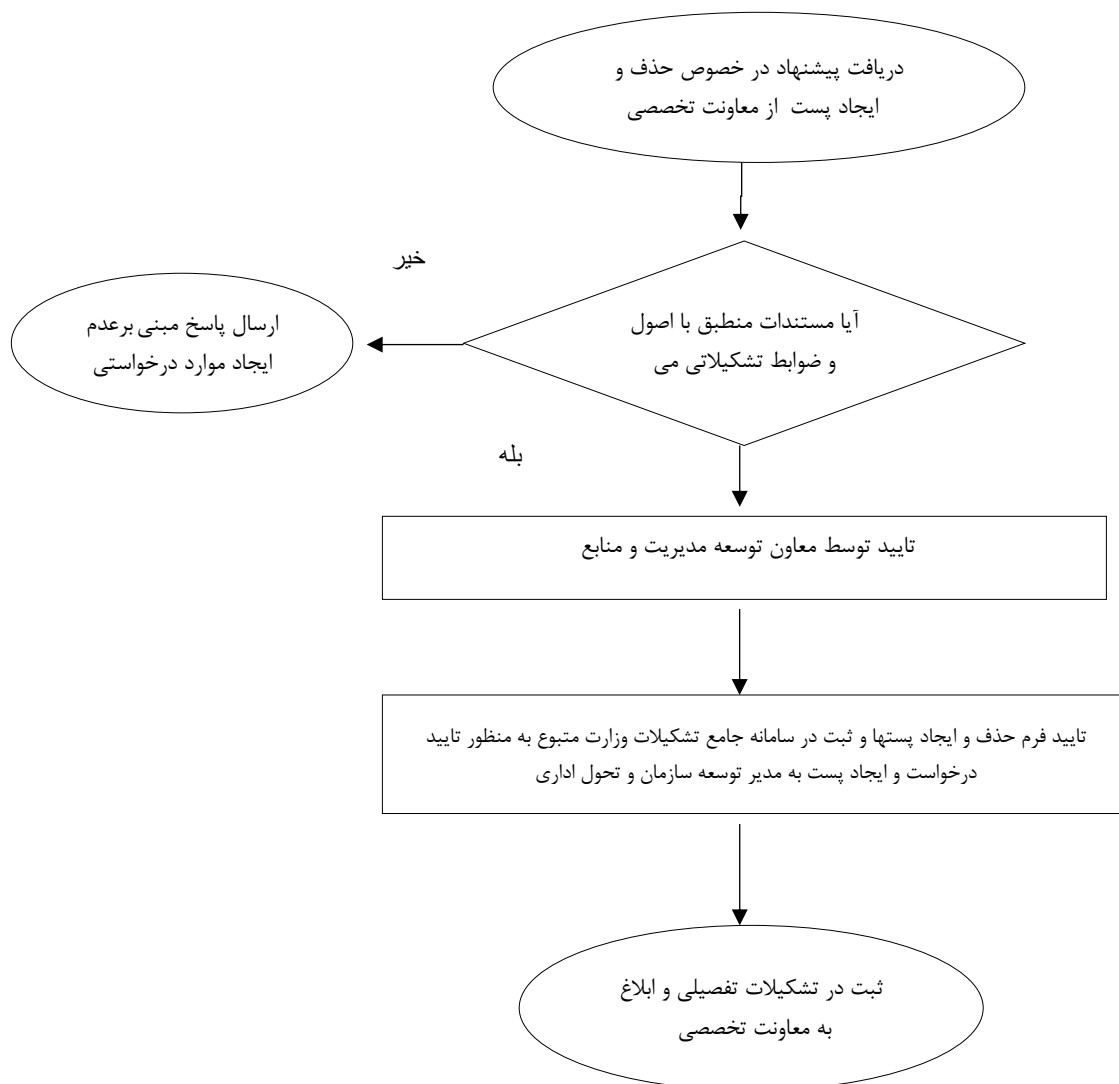 دریافت پیشنهاد در خصوص حذف و
ایجاد پست از معاونت تخصصی
خیر
آیا مستندات منطبق با اصول
و ضوابط تشکیلاتی می
ارسال پاسخ مبنی برعدم
ایجاد موارد درخواستی
بله
تایید توسط معاون توسعه مدیریت و منابع
تایید فرم حذف و ایجاد پستها و ثبت در سامانه جامع تشکیلات وزارت متبوع به منظور تایید
درخواست و ایجاد پست به مدیر توسعه سازمان و تحول اداری
ثبت در تشکیلات تفصیلی و ابلاغ
به معاونت تخصصی